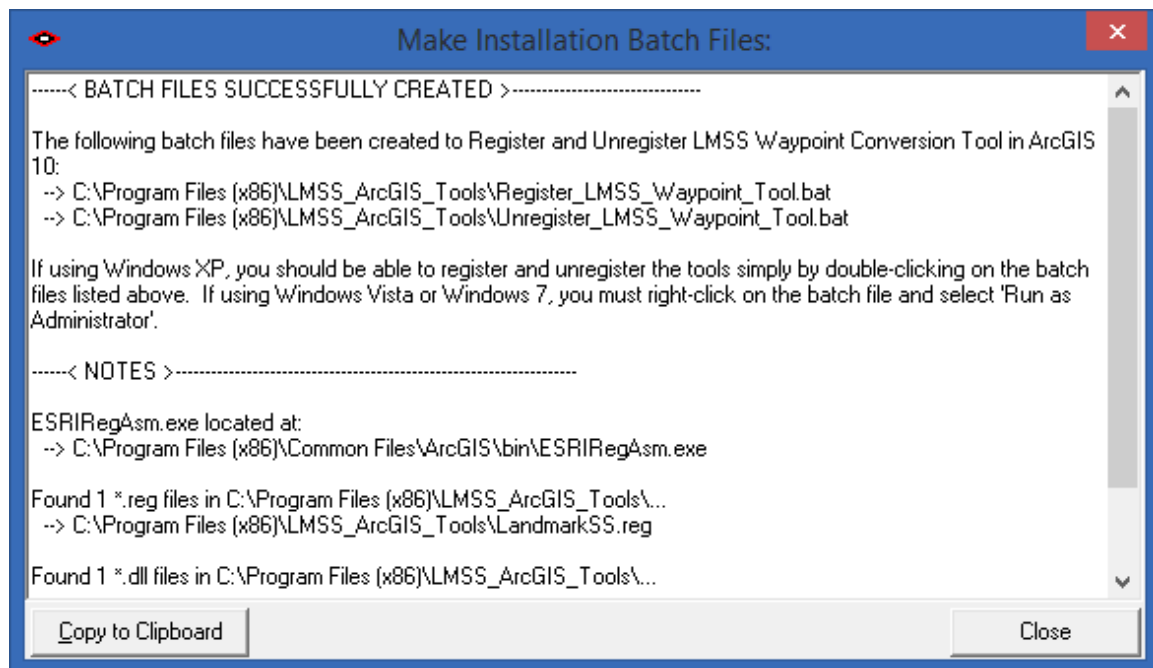 Make Installation Batch Files:
------< BATCH FILES SUCCESSFULLY CREATED >--------------------------------
The following batch files have been created to Register and Unregister LMSS Waypoint Conversion Tool in ArcGIS
10:
--> C:\Program Files (x86)\LMSS_ArcGIS_Tools\Register_LMSS_Waypoint_Tool.bat
--> C:\Program Files (x86)\LMSS_ArcGIS_Tools\Unregister_LMSS_Waypoint_Tool.bat
If using Windows XP, you should be able to register and unregister the tools simply by double-clicking on the batch
files listed above.  If using Windows Vista or Windows 7, you must right-click on the batch file and select 'Run as
Administrator'.
------< NOTES >--------------------------------------------------------------------
ESRIRegAsm.exe located at:
--> C:\Program Files (x86)\Common Files\ArcGIS\bin\ESRIRegAsm.exe
Found 1 *.reg files in C:\Program Files (x86)\LMSS_ArcGIS_Tools\...
--> C:\Program Files (x86)\LMSS_ArcGIS_Tools\LandmarkSS.reg
Found 1 *.dll files in C:\Program Files (x86)\LMSS_ArcGIS_Tools\...
Copy to Clipboard
Close